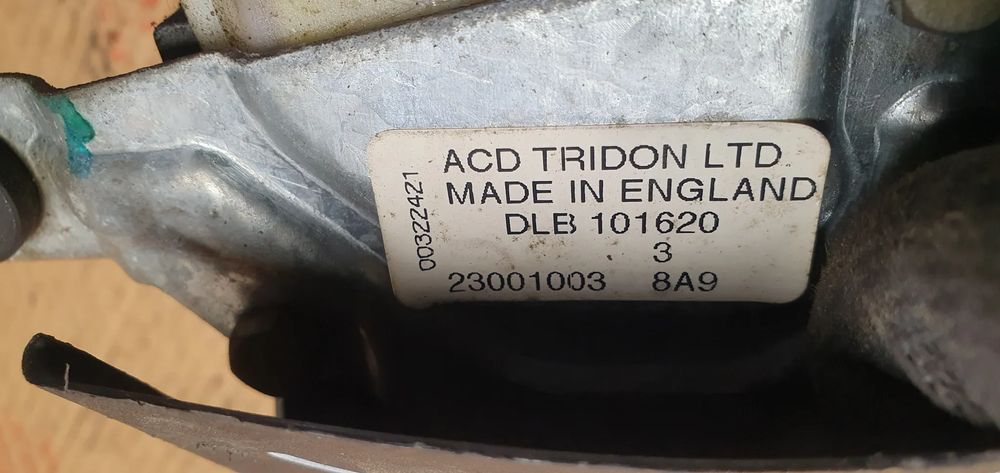 ACD TRIDON LTD
MADE IN ENGLAND
DLB 101620
3
23001003 8A9
00322421